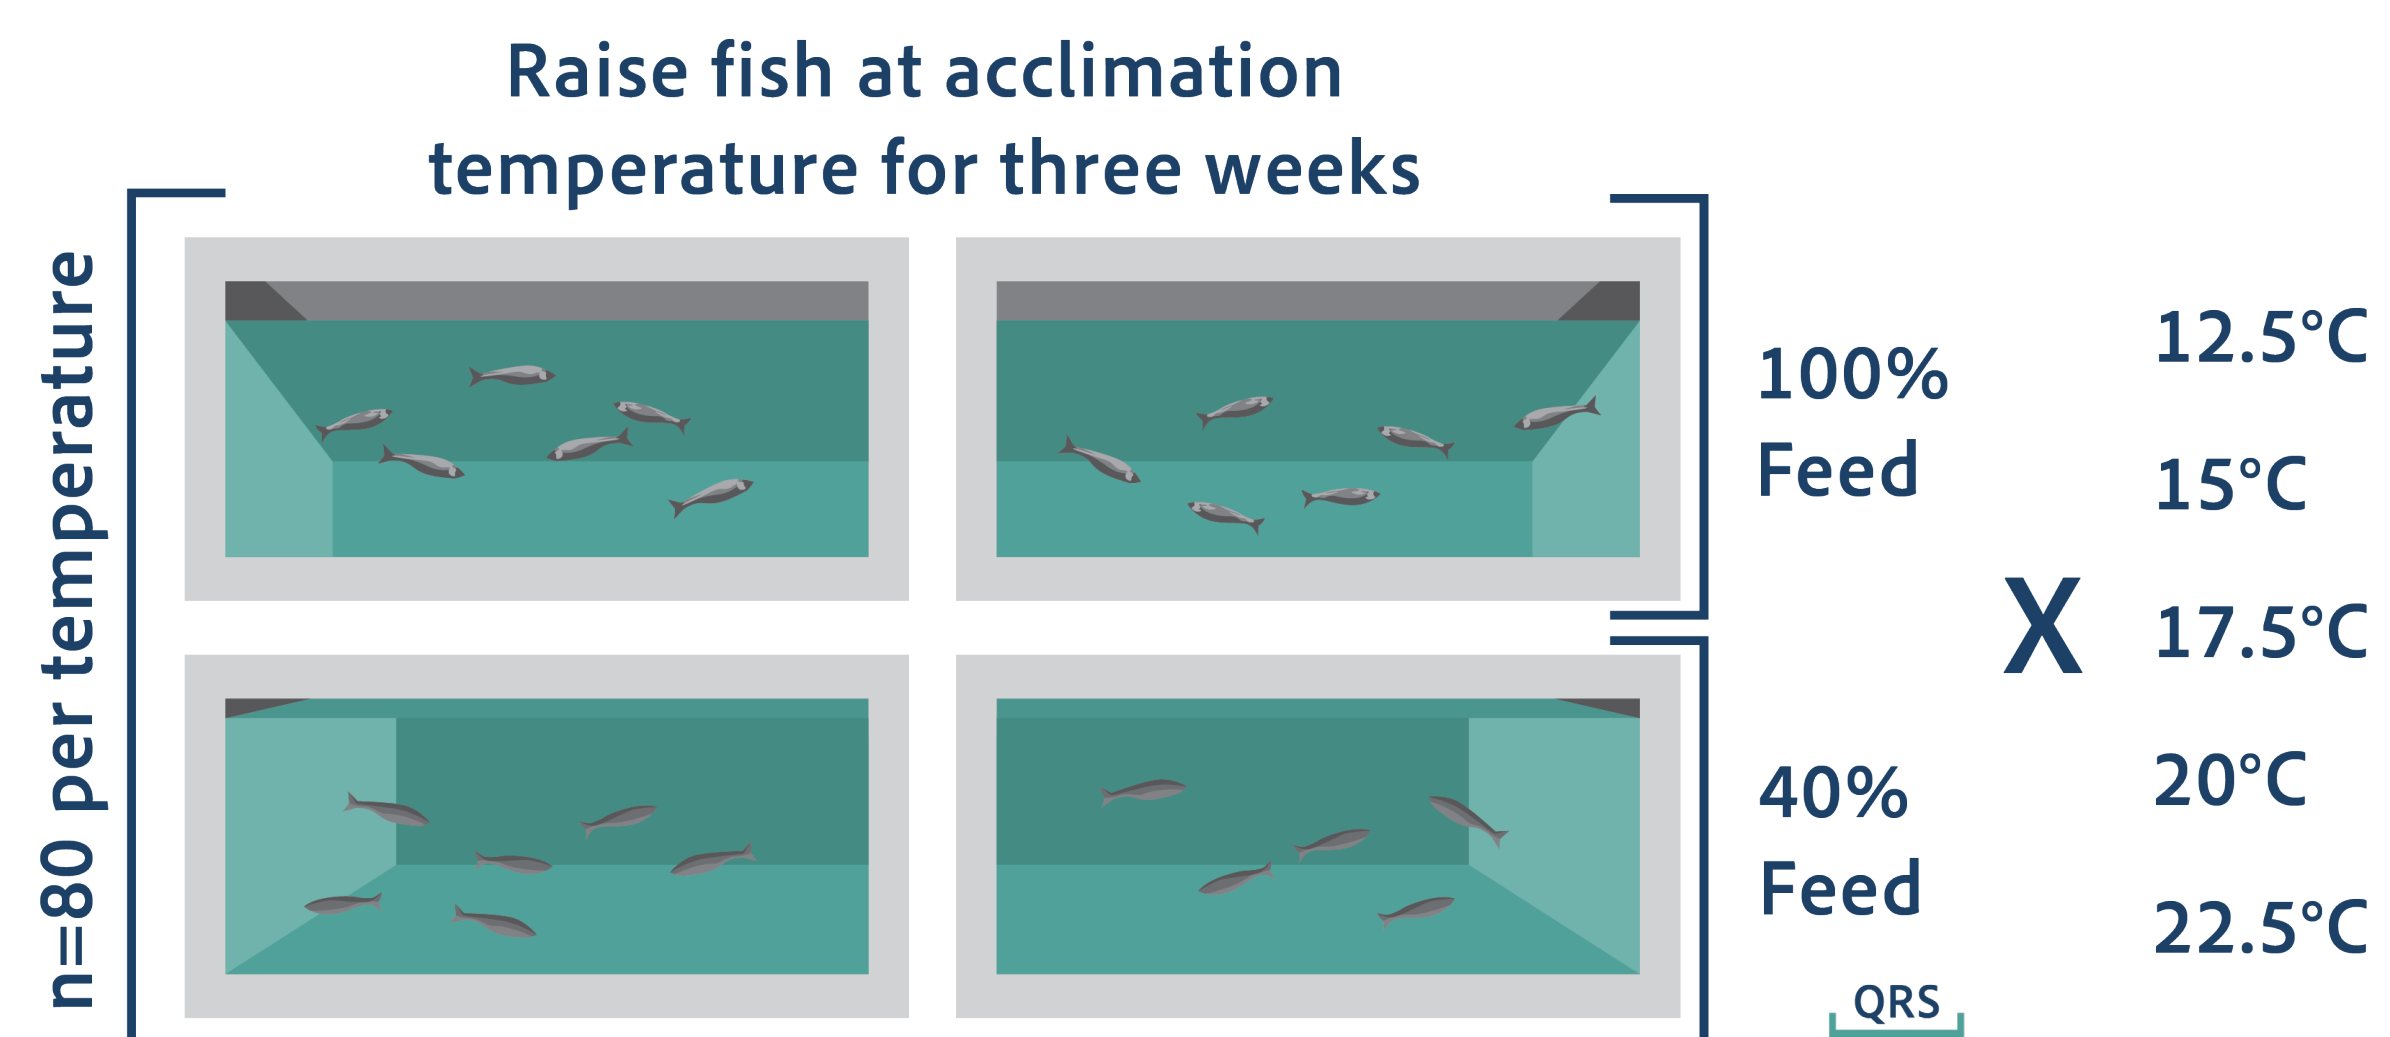 Raise fish at acclimation
temperature for three weeks
n=80 per temperature
100%
Feed
40%
Feed
X
12.5°C
15°C
17.5°C
20°C
22.5°C
QRS